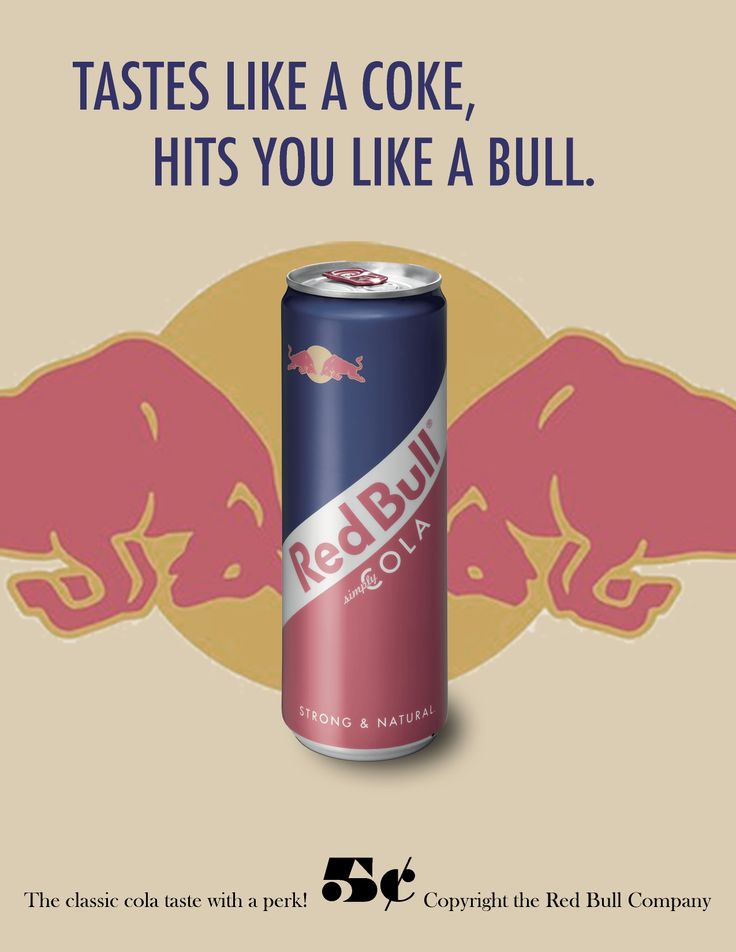 TASTES LIKE A COKE,
HITS YOU LIKE A BULL.
Red Bull®
simply COLA
STRONG & NATURAL.
The classic cola taste with a perk! 5¢ Copyright the Red Bull Company